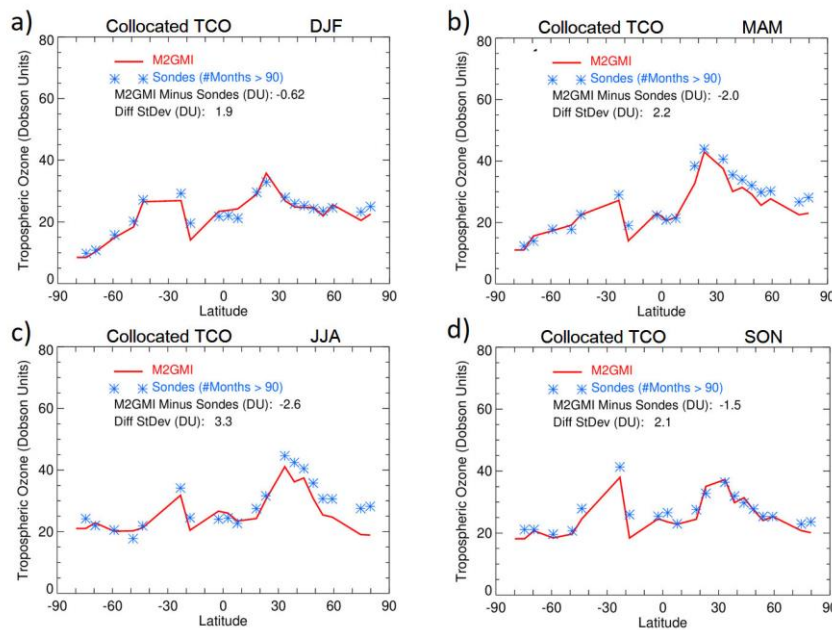 a)
Collocated TCO DJF
80
60
40
20
0
Tropospheric Ozone (Dobson Units)
M2GMI
Sondes (#Months > 90)
M2GMI Minus Sondes (DU): -0.62
Diff StDev (DU): 1.9
-90 -60 -30 0 30 60 90
Latitude
b)
Collocated TCO MAM
80
60
40
20
0
Tropospheric Ozone (Dobson Units)
M2GMI
Sondes (#Months > 90)
M2GMI Minus Sondes (DU): -2.0
Diff StDev (DU): 2.2
-90 -60 -30 0 30 60 90
Latitude
c)
Collocated TCO JJA
80
60
40
20
0
Tropospheric Ozone (Dobson Units)
M2GMI
Sondes (#Months > 90)
M2GMI Minus Sondes (DU): -2.6
Diff StDev (DU): 3.3
-90 -60 -30 0 30 60 90
Latitude
d)
Collocated TCO SON
80
60
40
20
0
Tropospheric Ozone (Dobson Units)
M2GMI
Sondes (#Months > 90)
M2GMI Minus Sondes (DU): -1.5
Diff StDev (DU): 2.1
-90 -60 -30 0 30 60 90
Latitude